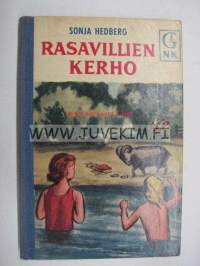 SONJA HEDBERG
RASAVILLIEN
KERHO
G
NK
WWW.JUVEKIM.FI